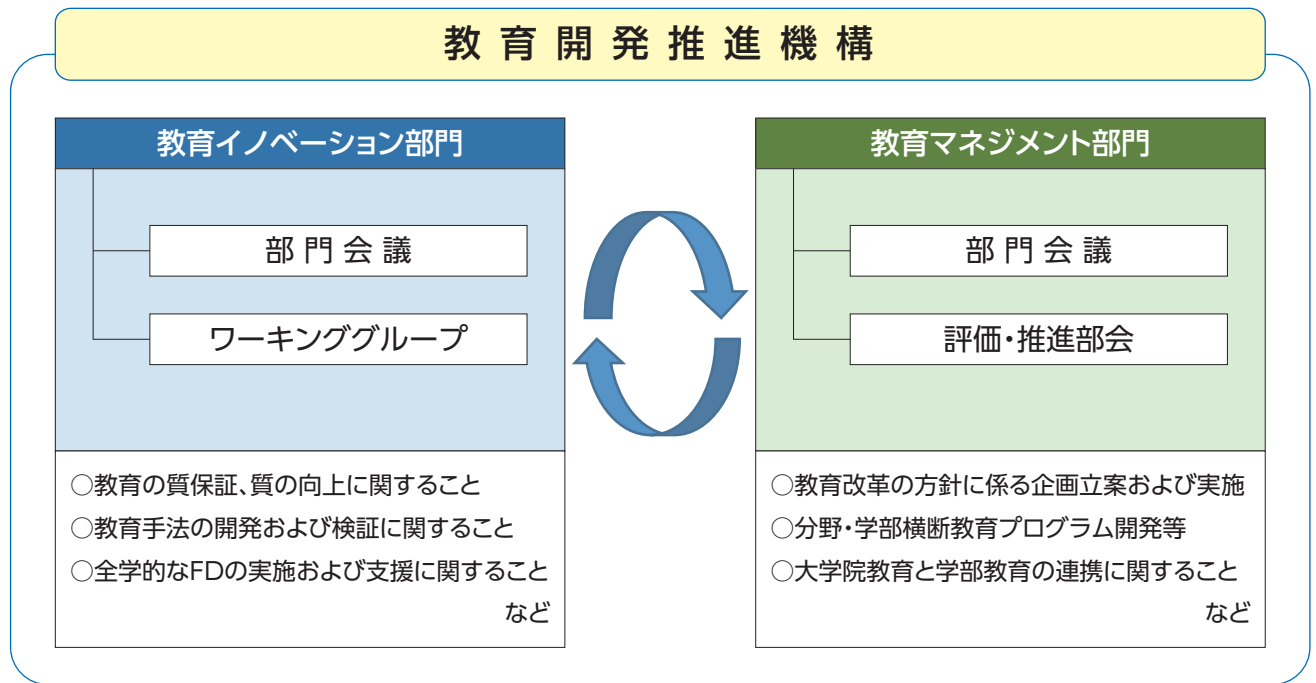 教育開発推進機構
教育イノベーション部門
部門会議
ワーキンググループ
○教育の質保証、質の向上に関すること
○教育手法の開発および検証に関すること
○全学的なFDの実施および支援に関すること
など
教育マネジメント部門
部門会議
評価・推進部会
○教育改革の方針に係る企画立案および実施
○分野・学部横断教育プログラム開発等
○大学院教育と学部教育の連携に関すること
など